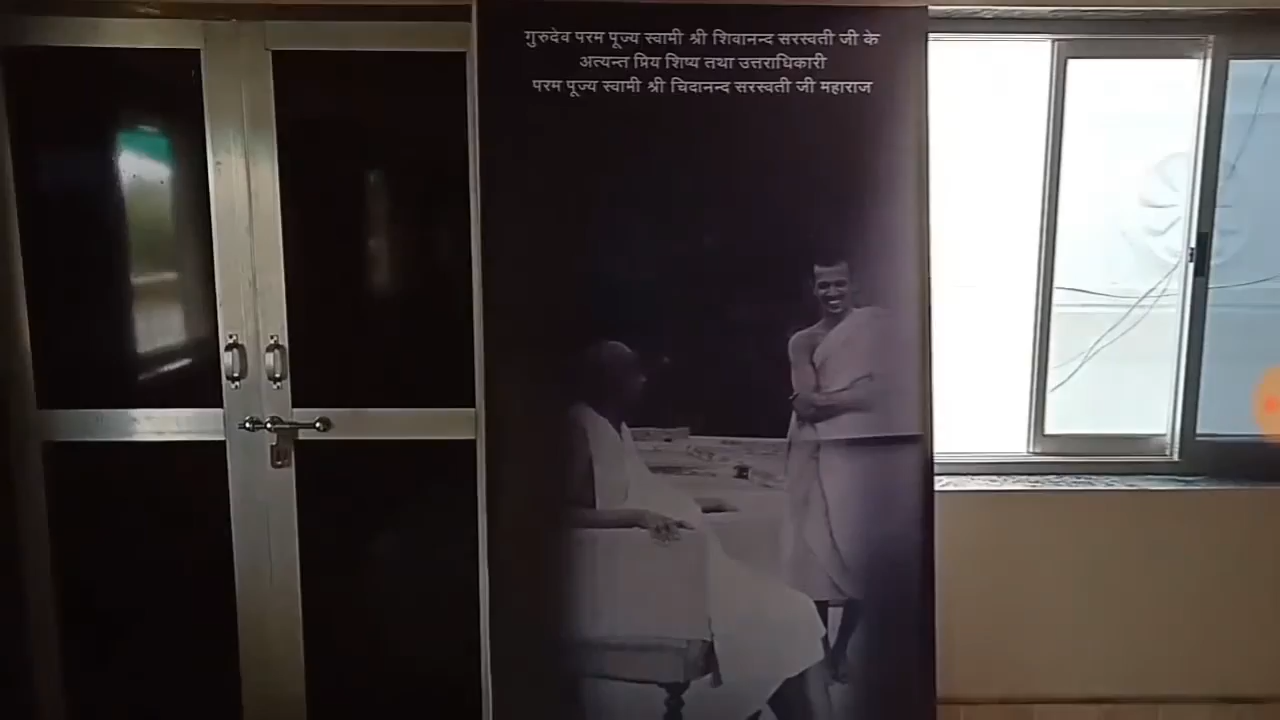 गुरुदेव परम पूज्य स्वामी श्री शिवानन्द सरस्वती जी के
अत्यन्त प्रिय शिष्य तथा उत्तराधिकारी
परम पूज्य स्वामी श्री चिदानन्द सरस्वती जी महाराज